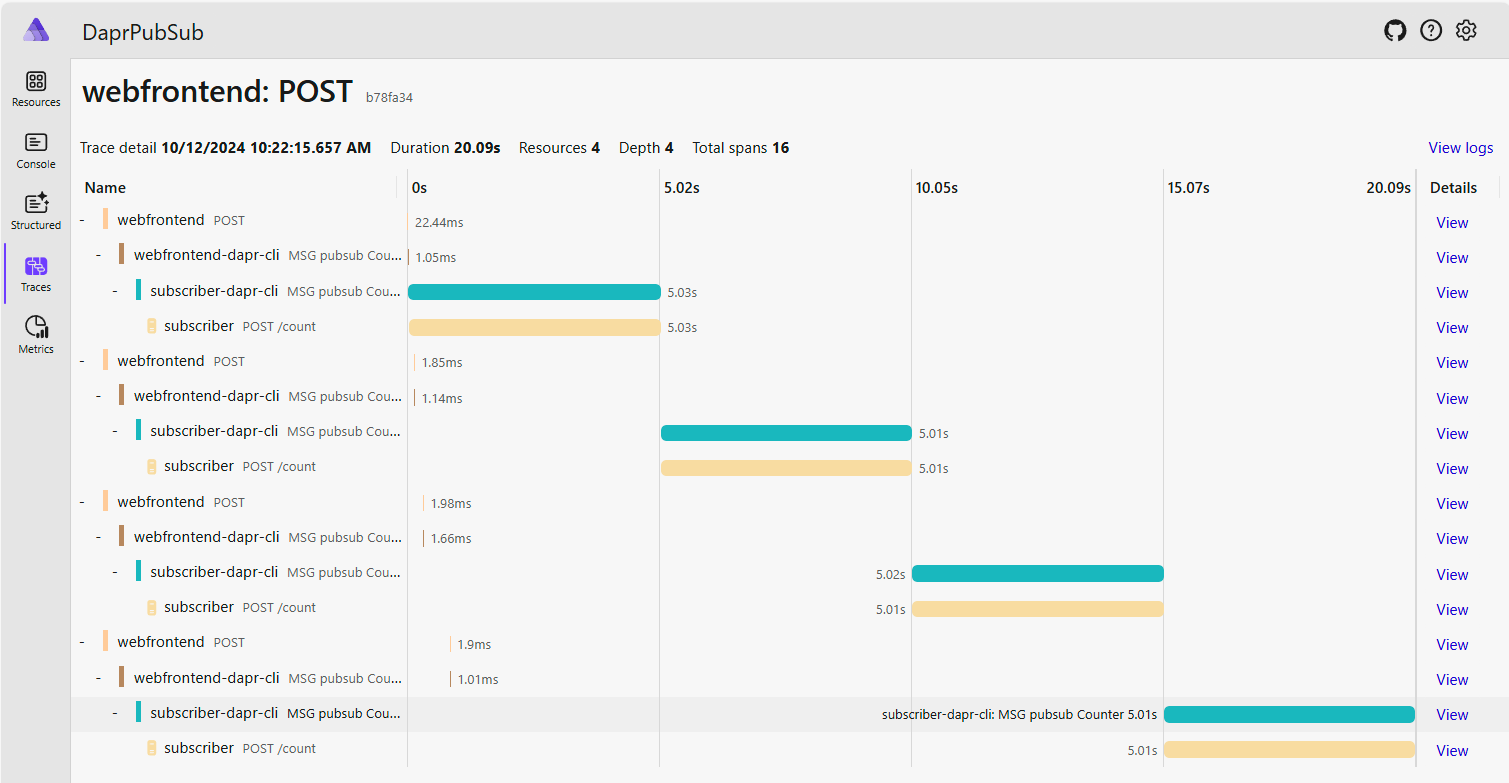 DaprPubSub
Resources
Console
Structured
Traces
Metrics
webfrontend: POST b78fa34
Trace detail 10/12/2024 10:22:15.657 AM Duration 20.09s Resources 4 Depth 4 Total spans 16 View logs
Name 0s 5.02s 10.05s 15.07s 20.09s Details
- webfrontend POST 22.44ms View
- webfrontend-dapr-cli MSG pubsub Cou... 1.05ms View
- subscriber-dapr-cli MSG pubsub Cou... 5.03s View
subscriber POST /count 5.03s View
- webfrontend POST 1.85ms View
- webfrontend-dapr-cli MSG pubsub Cou... 1.14ms View
- subscriber-dapr-cli MSG pubsub Cou... 5.01s View
subscriber POST /count 5.01s View
- webfrontend POST 1.98ms View
- webfrontend-dapr-cli MSG pubsub Cou... 1.66ms View
- subscriber-dapr-cli MSG pubsub Cou... 5.02s View
subscriber POST /count 5.01s View
- webfrontend POST 1.9ms View
- webfrontend-dapr-cli MSG pubsub Cou... 1.01ms View
- subscriber-dapr-cli MSG pubsub Cou... subscriber-dapr-cli: MSG pubsub Counter 5.01s View
subscriber POST /count 5.01s View